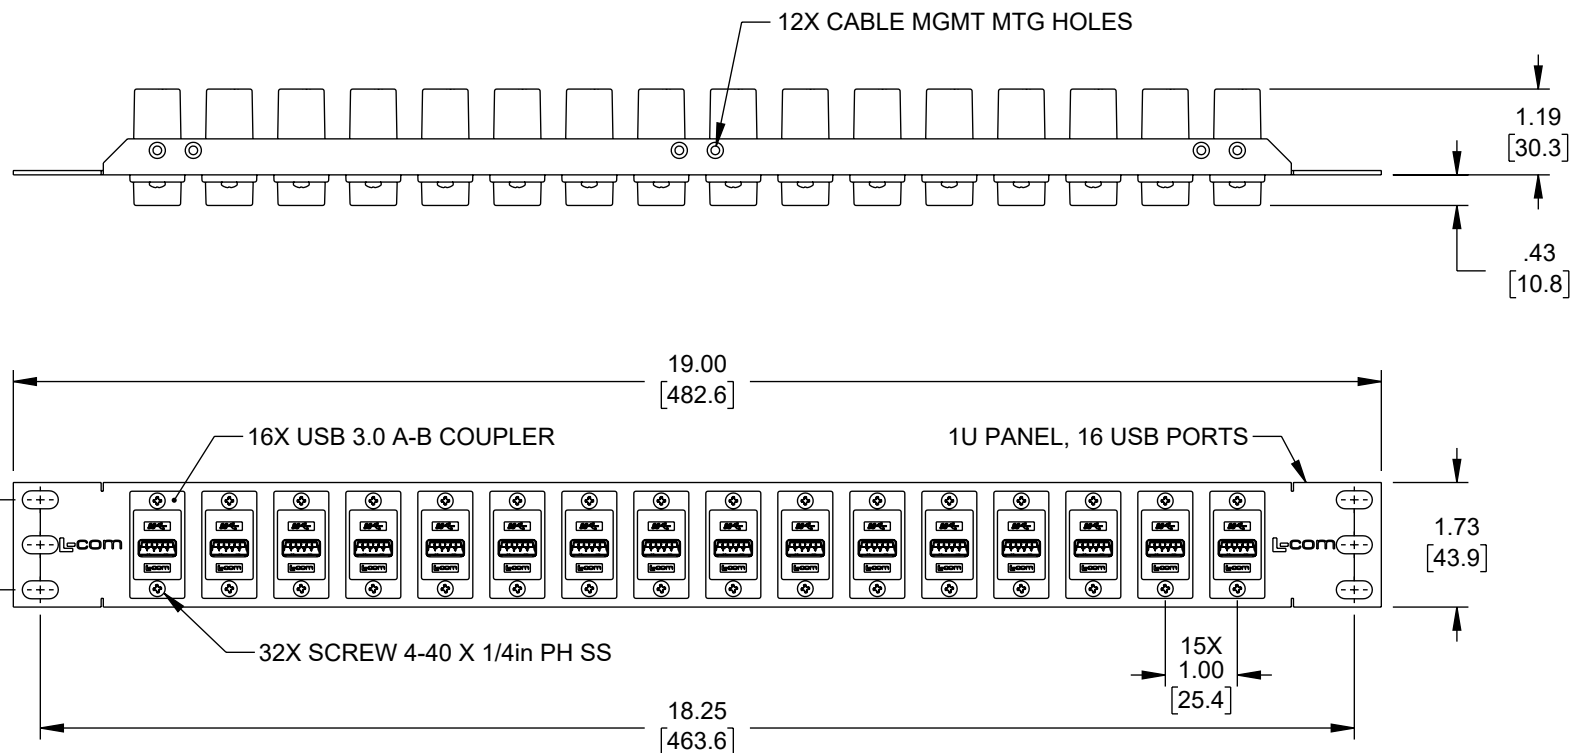 12X CABLE MGMT MTG HOLES
1.19
[30.3]
.43
[10.8]
19.00
[482.6]
16X USB 3.0 A-B COUPLER
1U PANEL, 16 USB PORTS
L-com
L-com
1.73
[43.9]
32X SCREW 4-40 X 1/4in PH SS
15X
1.00
[25.4]
18.25
[463.6]